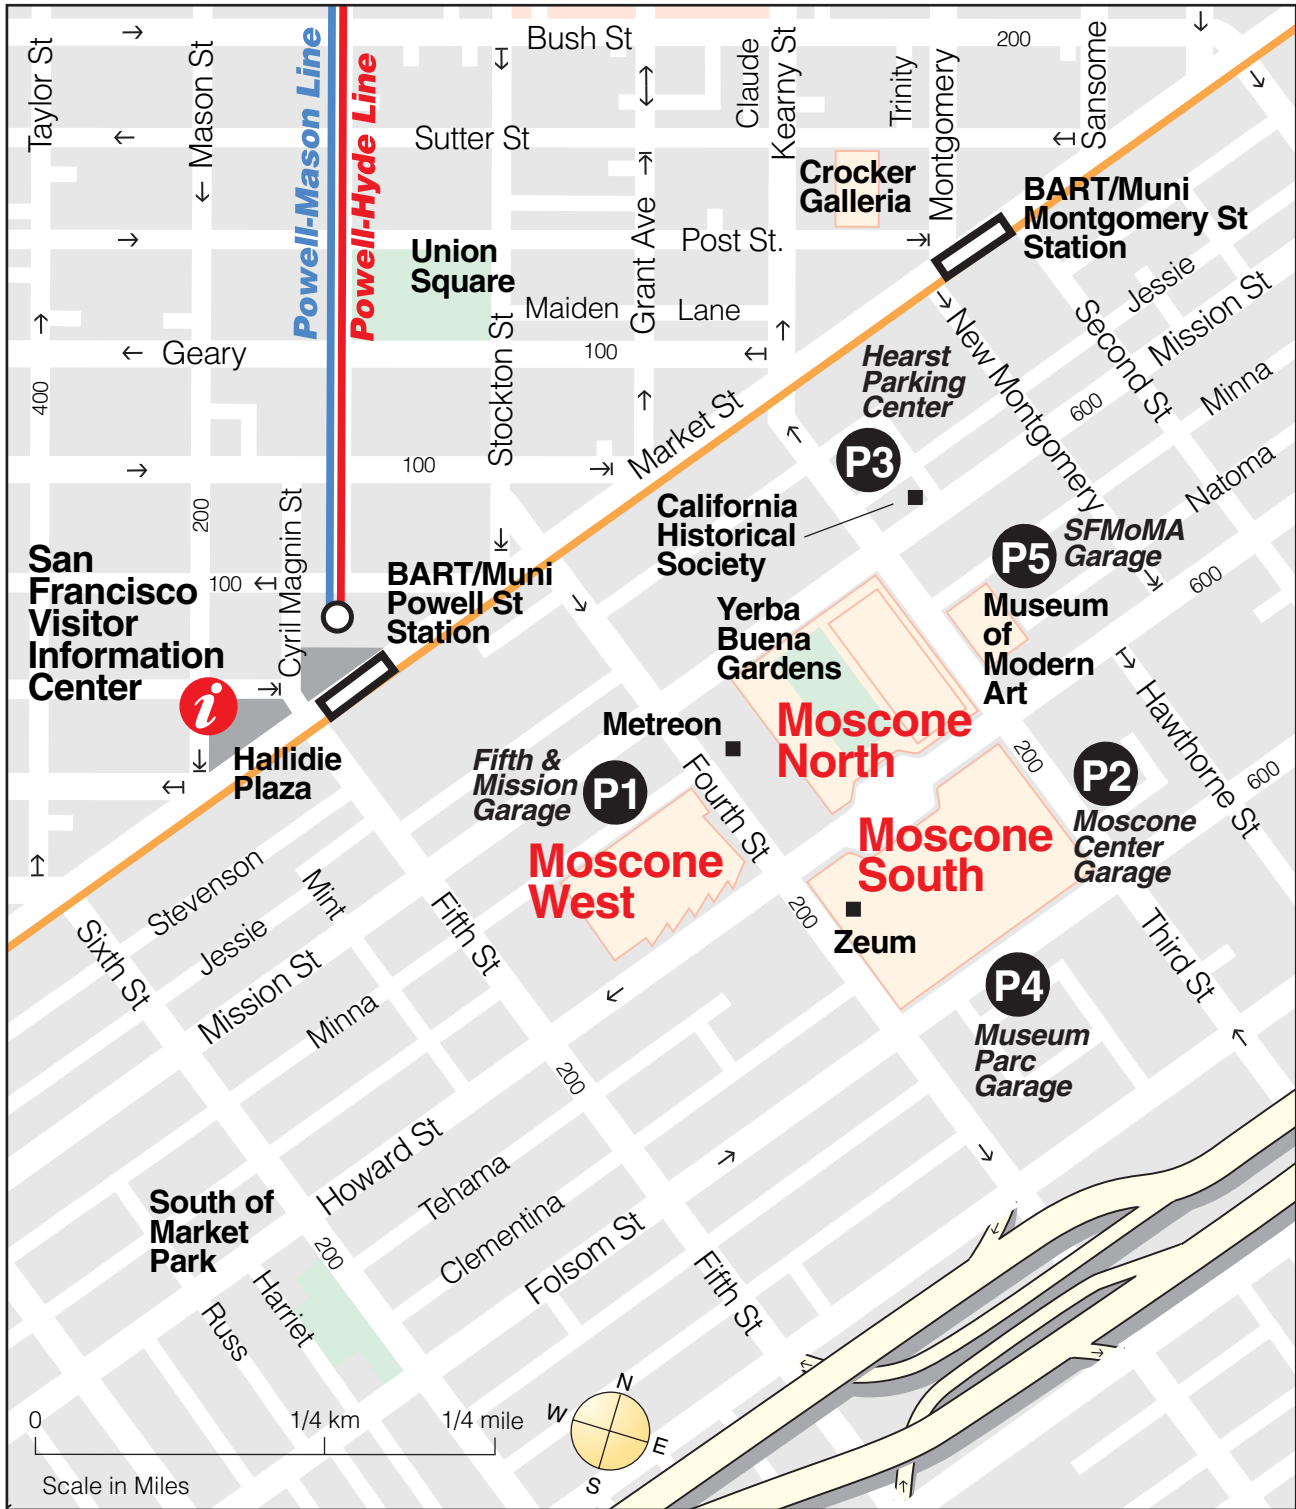 Taylor St
Mason St
Powell-Mason Line
Powell-Hyde Line
Bush St
Claude
Kearny St
Trinity
Montgomery
Sansome
200
Sutter St
Crocker
Galleria
BART/Muni
Montgomery St
Station
Grant Ave
Post St.
Union
Square
Maiden
Lane
Jessie
Mission St
Geary
100
Stockton St
New Montgomery
Second St
Minna
400
Hearst
Parking
Center
600
Market St
P3
Natoma
100
200
California
Historical
Society
P5
SFMoMA
Garage
600
San
Francisco
Visitor
Information
Center
100
Cyril Magnin St
BART/Muni
Powell St
Station
Yerba
Buena
Gardens
Museum
of
Modern
Art
i
Hallidie
Plaza
Metreon
Moscone
North
Hawthorne St
200
600
Fifth &
Mission
Garage
P1
Fourth St
P2
Moscone
Center
Garage
Moscone
West
Moscone
South
Stevenson
Mint
Jessie
Fifth St
200
Zeum
Third St
Sixth St
Mission St
Minna
P4
Museum
Parc
Garage
200
Howard St
Tehama
Clementina
Folsom St
South of
Market
Park
200
Harriet
Russ
Fifth St
N
W
E
S
0
1/4 km
1/4 mile
Scale in Miles